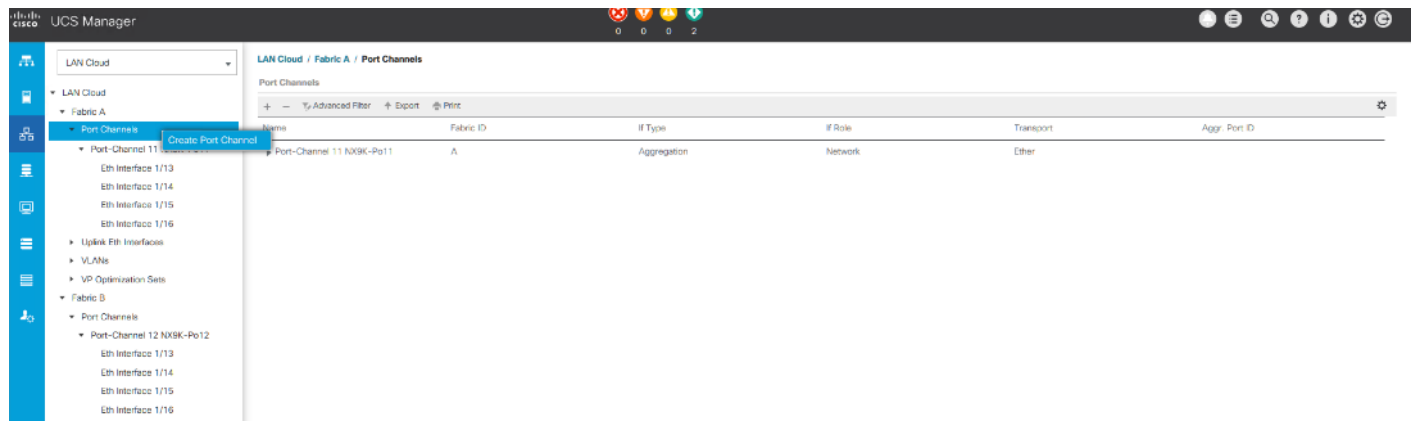 cisco UCS Manager
0 0 0 2
LAN Cloud
LAN Cloud / Fabric A / Port Channels
Port Channels
LAN Cloud
+ − Advanced Filter Export Print
Fabric A
Port Channels
Create Port Channel
Name Fabric ID If Type If Role Transport Aggr. Port ID
Port-Channel 11
Port-Channel 11 NX9K-Po11 A Aggregation Network Ether
Eth Interface 1/13
Eth Interface 1/14
Eth Interface 1/15
Eth Interface 1/16
Uplink Eth Interfaces
VLANs
VP Optimization Sets
Fabric B
Port Channels
Port-Channel 12 NX9K-Po12
Eth Interface 1/13
Eth Interface 1/14
Eth Interface 1/15
Eth Interface 1/16